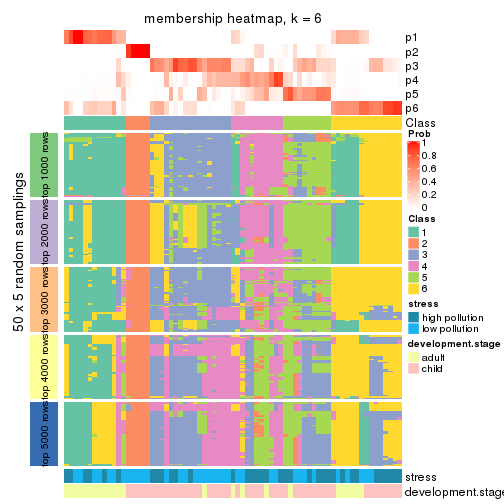 membership heatmap, k = 6
p1
p2
p3
p4
p5
p6
Class
50 x 5 random samplings
top 1000 rows
top 2000 rows
top 3000 rows
top 4000 rows
top 5000 rows
stress
development.stage
Prob
1
0.8
0.6
0.4
0.2
0
Class
1
2
3
4
5
6
stress
high pollution
low pollution
development.stage
adult
child